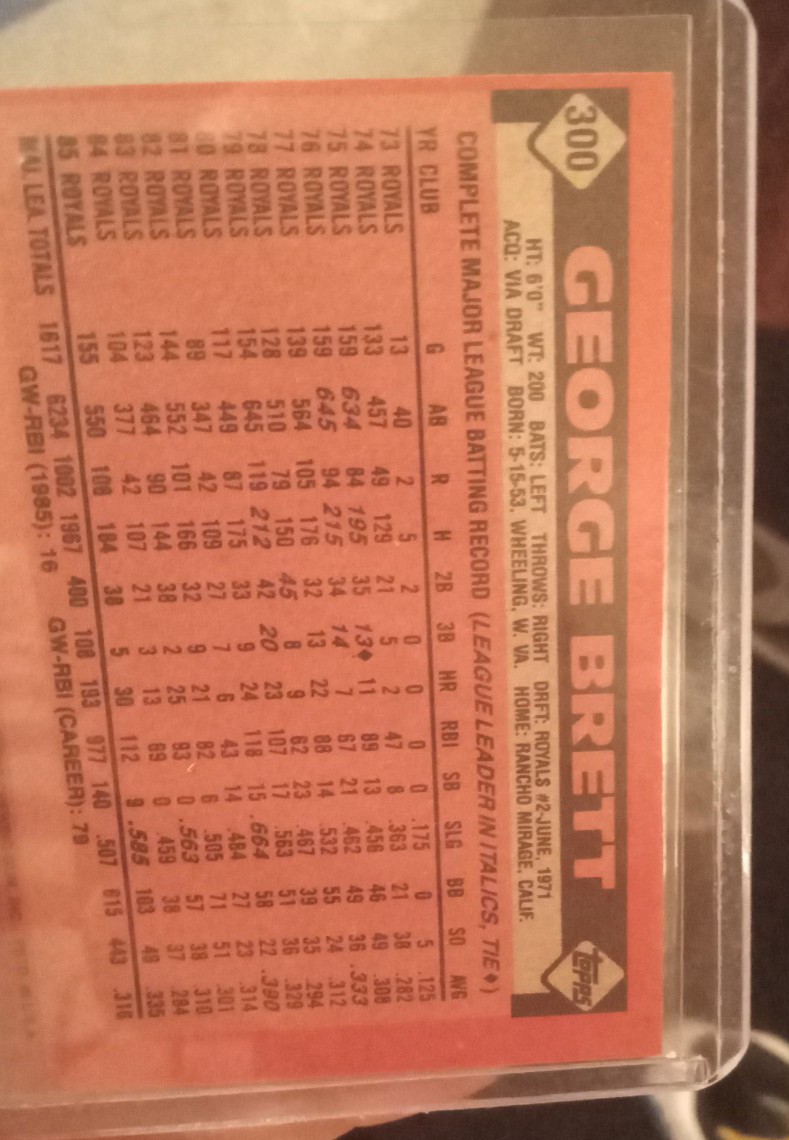 300 GEORGE BRETT topps
HT: 6'0" WT: 200 BATS: LEFT THROWS: RIGHT DRFT: ROYALS #2-JUNE, 1971
ACQ: VIA DRAFT BORN: 5-15-53, WHEELING, W. VA. HOME: RANCHO MIRAGE, CALIF.
COMPLETE MAJOR LEAGUE BATTING RECORD (LEAGUE LEADER IN ITALICS, TIE♦)
YR CLUB G AB R H 2B 3B HR RBI SB SLG BB SO AVG
73 ROYALS 13 40 2 5 2 0 0 0 0 .175 0 5 .125
74 ROYALS 133 457 49 129 21 5 2 47 8 .363 21 38 .282
75 ROYALS 159 634 84 195 35 13♦ 11 89 13 .456 46 49 .308
76 ROYALS 159 645 94 215 34 14 7 67 21 .462 49 36 .333
77 ROYALS 139 564 105 176 32 13 22 88 14 .532 55 24 .312
78 ROYALS 128 510 79 150 45 8 9 62 23 .467 39 35 .294
79 ROYALS 154 645 119 212 42 20 23 107 17 .563 51 36 .329
80 ROYALS 117 449 87 175 33 9 24 118 15 .664 58 22 .390
81 ROYALS 89 347 42 109 27 7 6 43 14 .484 27 23 .314
82 ROYALS 144 552 101 166 32 9 21 82 6 .505 71 51 .301
83 ROYALS 123 464 90 144 38 2 25 93 0 .563 57 38 .310
84 ROYALS 104 377 42 107 21 3 13 69 0 .459 38 37 .284
85 ROYALS 155 550 108 184 38 5 30 112 9 .585 103 49 .335
MAJ. LEA. TOTALS 1617 6234 1002 1967 400 108 193 977 140 .507 615 443 .316
GW-RBI (1985): 16 GW-RBI (CAREER): 79